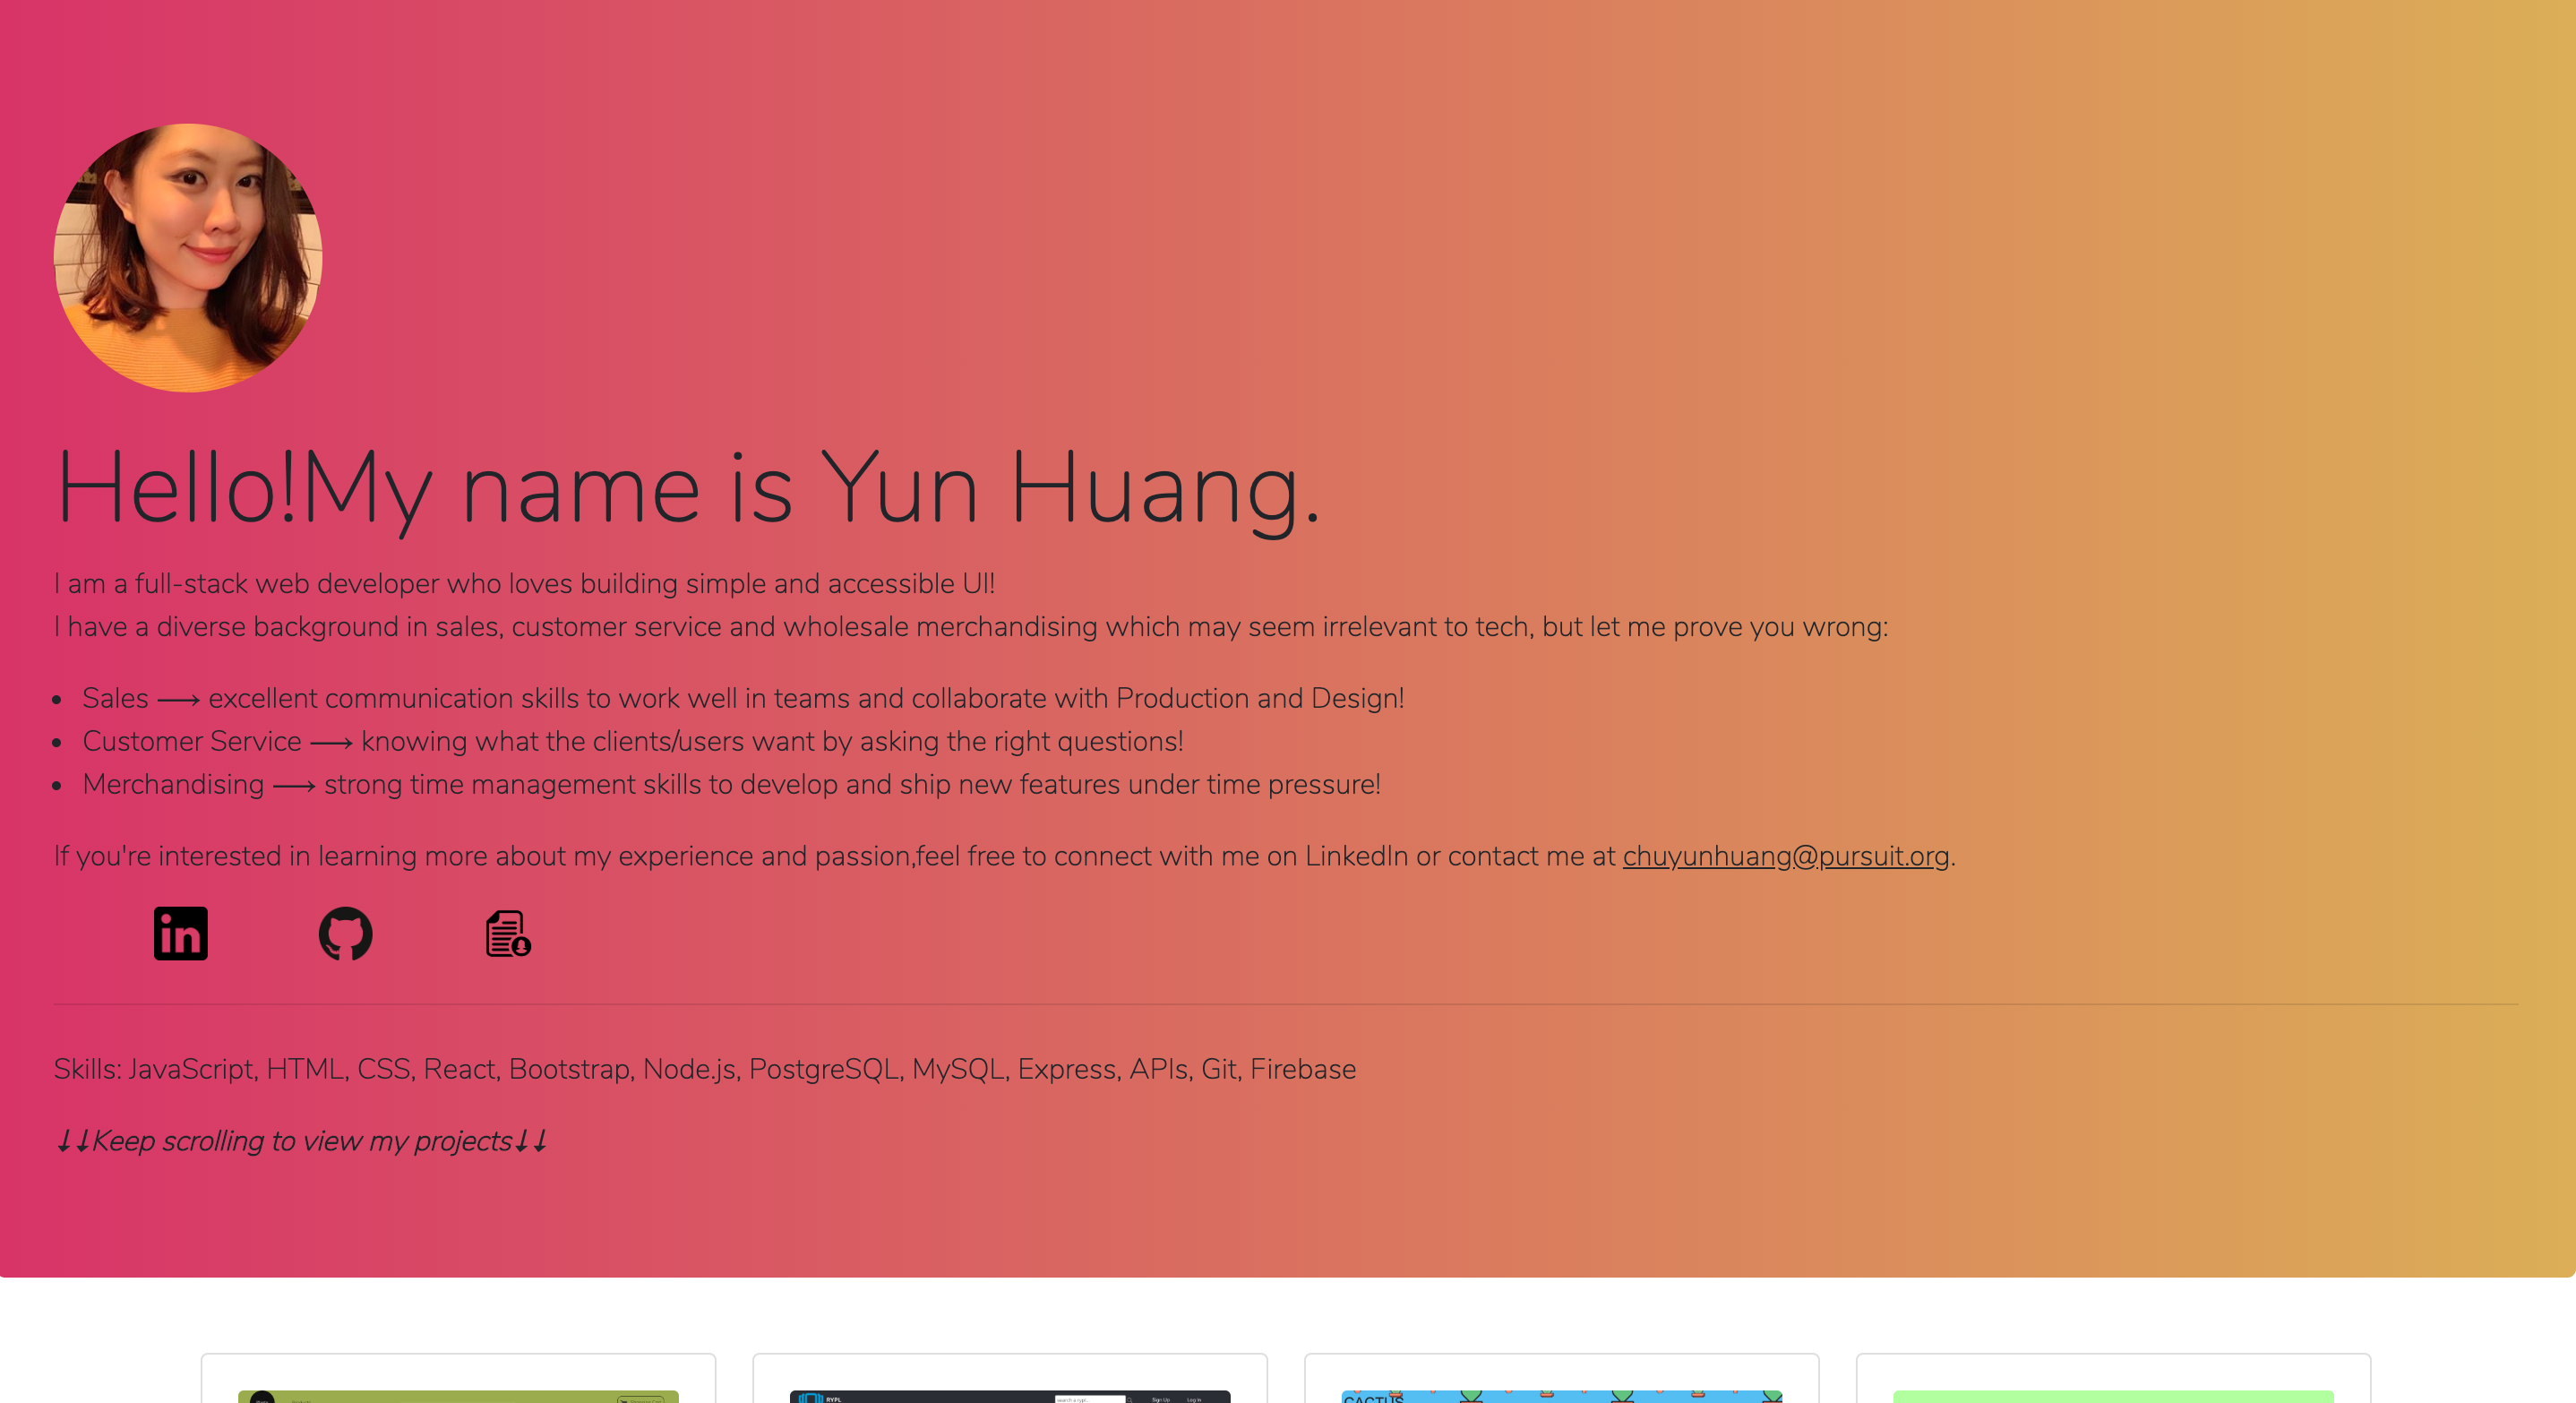 Hello!My name is Yun Huang.
I am a full-stack web developer who loves building simple and accessible UI!
I have a diverse background in sales, customer service and wholesale merchandising which may seem irrelevant to tech, but let me prove you wrong:
• Sales ⟶ excellent communication skills to work well in teams and collaborate with Production and Design!
• Customer Service ⟶ knowing what the clients/users want by asking the right questions!
• Merchandising ⟶ strong time management skills to develop and ship new features under time pressure!
If you're interested in learning more about my experience and passion,feel free to connect with me on LinkedIn or contact me at chuyunhuang@pursuit.org.
in
Skills: JavaScript, HTML, CSS, React, Bootstrap, Node.js, PostgreSQL, MySQL, Express, APIs, Git, Firebase
↓↓Keep scrolling to view my projects↓↓
RYPL
Sign Up
Log In
CACTUS